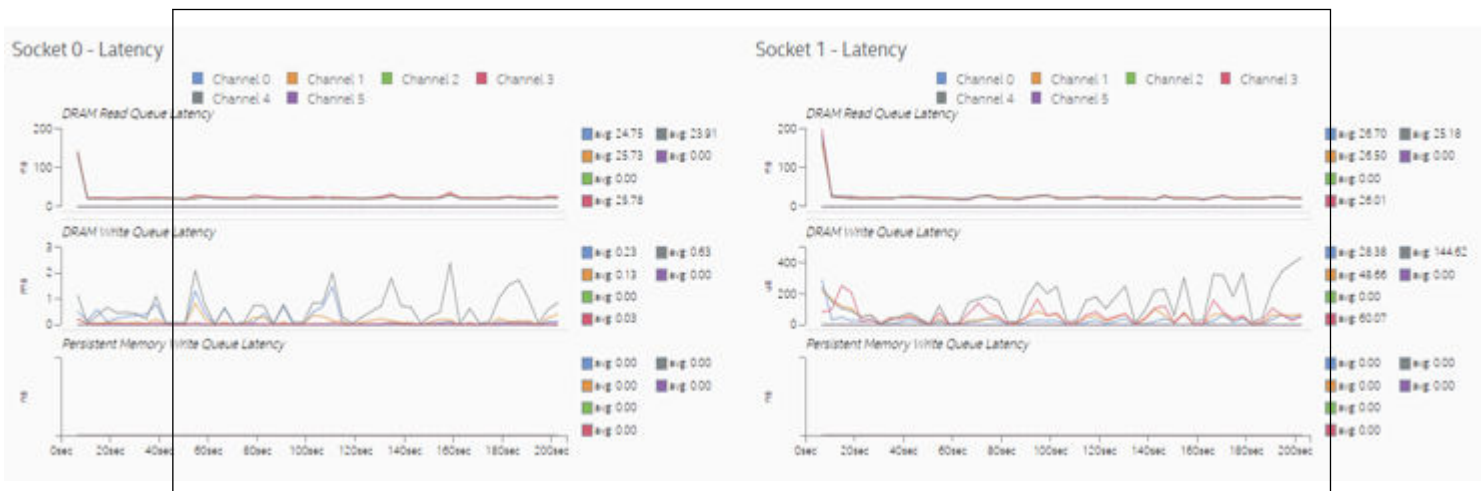 Socket 0 - Latency
Channel 0 Channel 1 Channel 2 Channel 3
Channel 4 Channel 5
DRAM Read Queue Latency
200
100
0
ns
avg: 24.75 avg: 23.91
avg: 25.73 avg: 0.00
avg: 0.00
avg: 25.76
DRAM Write Queue Latency
3
2
1
0
ms
avg: 0.23 avg: 0.63
avg: 0.13 avg: 0.00
avg: 0.00
avg: 0.03
Persistent Memory Write Queue Latency
ns
avg: 0.00 avg: 0.00
avg: 0.00 avg: 0.00
avg: 0.00
avg: 0.00
0sec 20sec 40sec 60sec 80sec 100sec 120sec 140sec 160sec 180sec 200sec
Socket 1 - Latency
Channel 0 Channel 1 Channel 2 Channel 3
Channel 4 Channel 5
DRAM Read Queue Latency
200
100
0
ns
avg: 26.70 avg: 25.18
avg: 26.50 avg: 0.00
avg: 0.00
avg: 26.01
DRAM Write Queue Latency
400
200
0
us
avg: 28.38 avg: 144.62
avg: 48.66 avg: 0.00
avg: 0.00
avg: 60.07
Persistent Memory Write Queue Latency
ns
avg: 0.00 avg: 0.00
avg: 0.00 avg: 0.00
avg: 0.00
avg: 0.00
0sec 20sec 40sec 60sec 80sec 100sec 120sec 140sec 160sec 180sec 200sec